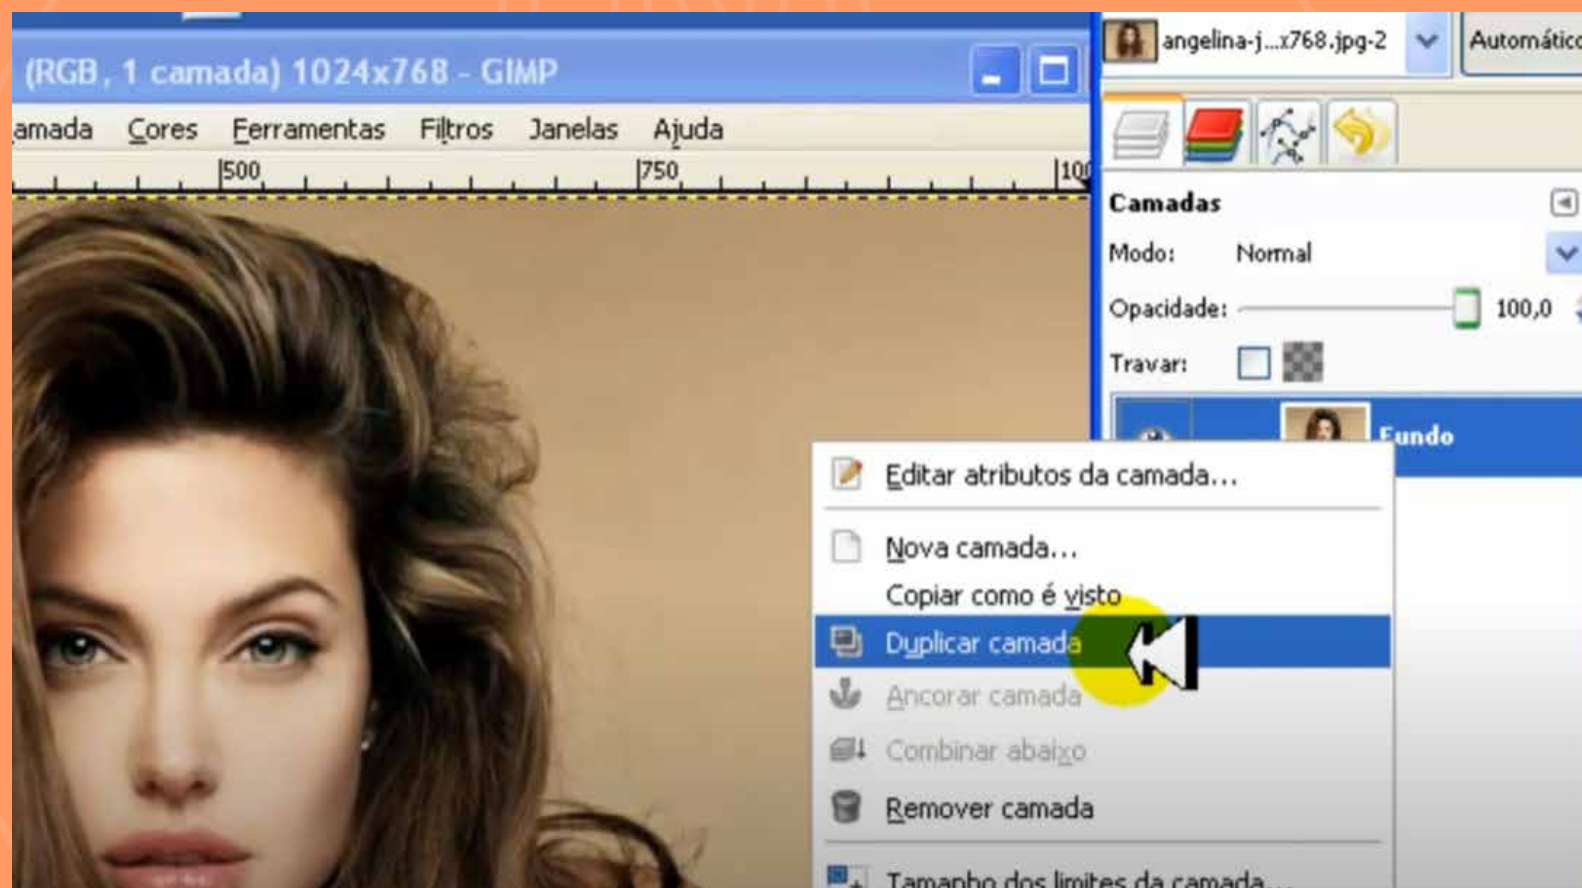 (RGB, 1 camada) 1024x768 - GIMP
amada Cores Ferramentas Filtros Janelas Ajuda
500 750 100
angelina-j...x768.jpg-2
Automático
Camadas
Modo: Normal
Opacidade: 100,0
Travar:
Fundo
Editar atributos da camada...
Nova camada...
Copiar como é visto
Duplicar camada
Ancorar camada
Combinar abaixo
Remover camada
Tamanho dos limites da camada...